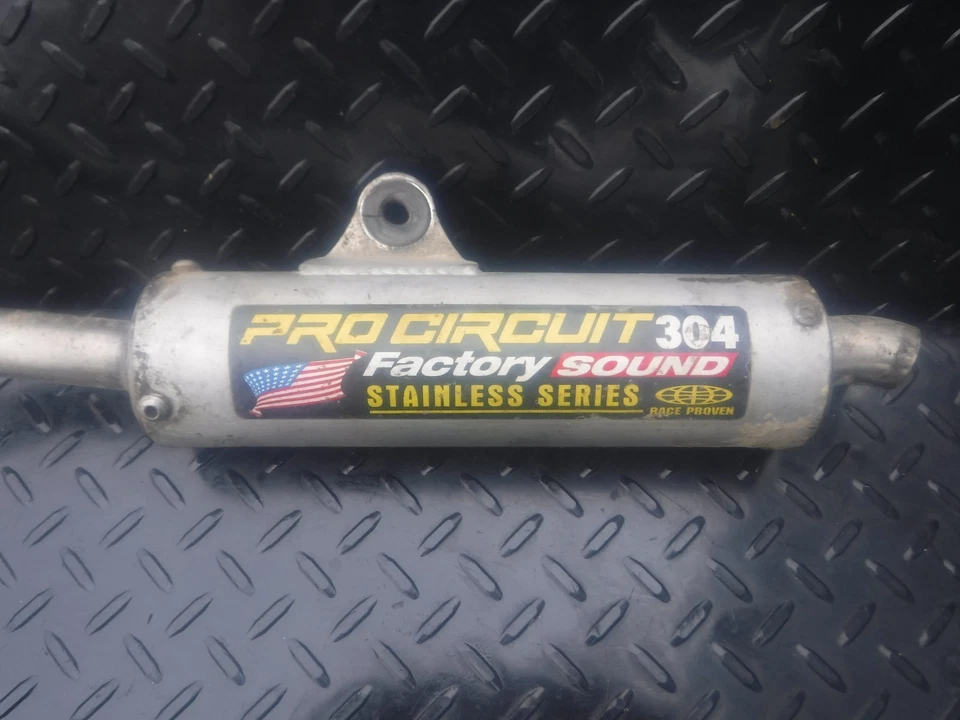 PRO CIRCUIT 304
Factory SOUND
STAINLESS SERIES
RACE PROVEN